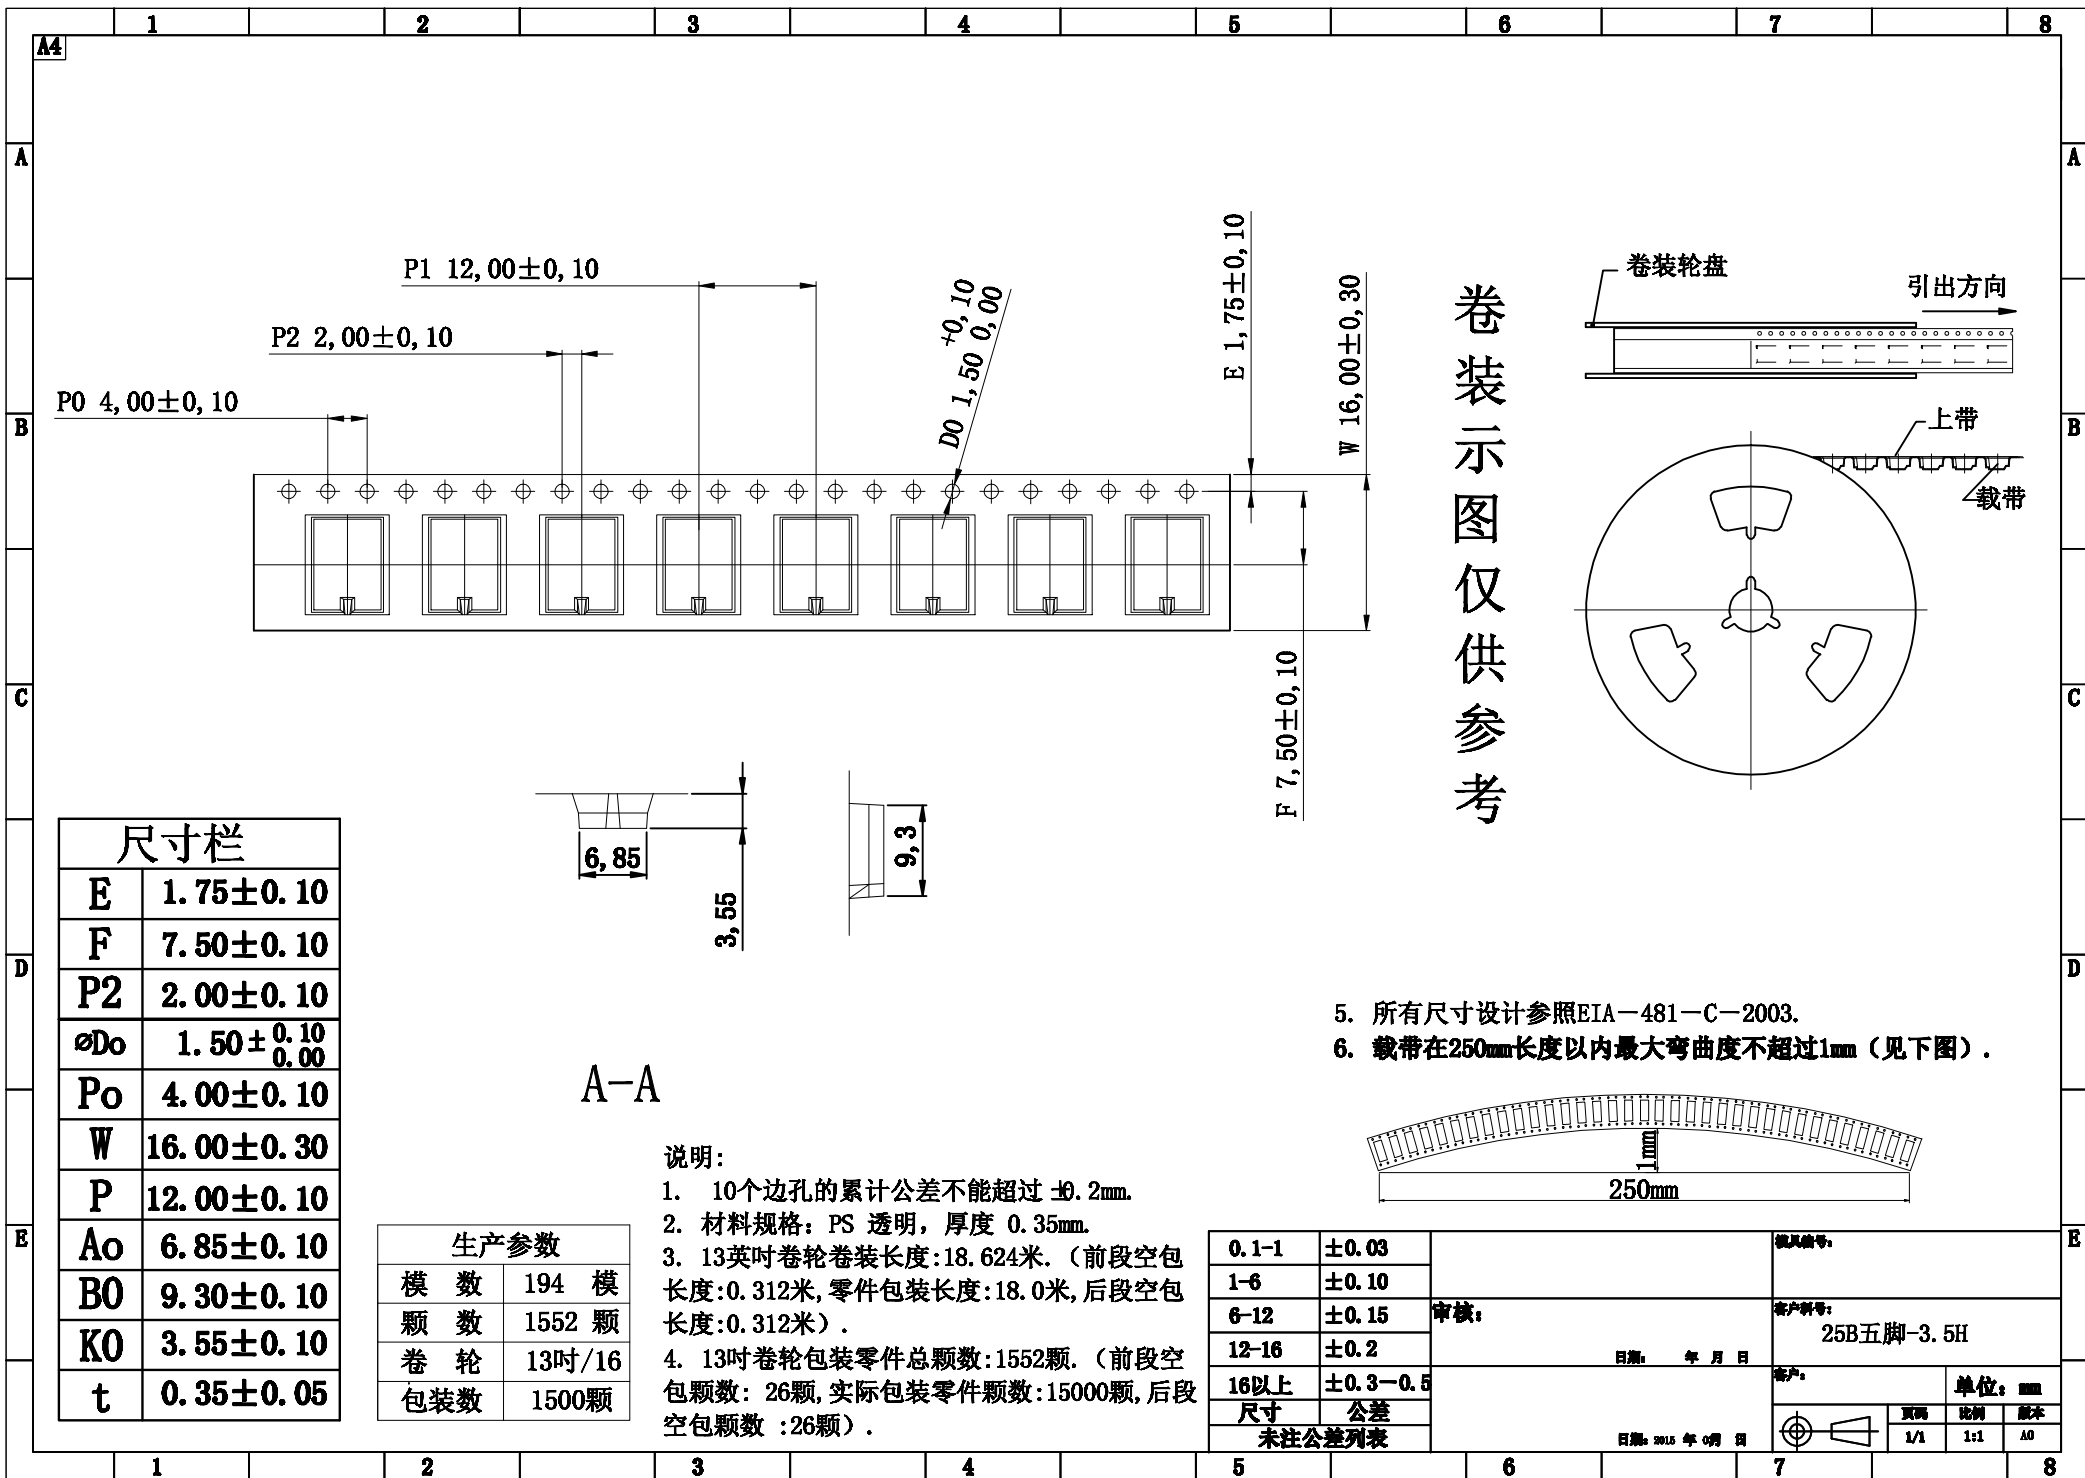 1 2 3 4 5 6 7 8
A4
A A
B B
C C
D D
E E
P1 12,00±0,10
P2 2,00±0,10
P0 4,00±0,10
D0 1,50 +0,10 0,00
E 1,75±0,10
W 16,00±0,30
F 7,50±0,10
卷装示图仅供参考
卷装轮盘
引出方向
上带
载带
6,85
3,55
9,3
A-A
尺寸栏
E 1.75±0.10
F 7.50±0.10
P2 2.00±0.10
⌀Do 1.50± 0.10 0.00
Po 4.00±0.10
W 16.00±0.30
P 12.00±0.10
Ao 6.85±0.10
B0 9.30±0.10
K0 3.55±0.10
t 0.35±0.05
生产参数
模 数 194 模
颗 数 1552 颗
卷 轮 13吋/16
包装数 1500颗
说明:
1. 10个边孔的累计公差不能超过 ±0.2mm.
2. 材料规格: PS 透明, 厚度 0.35mm.
3. 13英吋卷轮卷装长度:18.624米. (前段空包
长度:0.312米,零件包装长度:18.0米,后段空包
长度:0.312米).
4. 13吋卷轮包装零件总颗数:1552颗. (前段空
包颗数: 26颗,实际包装零件颗数:15000颗,后段
空包颗数 :26颗).
5. 所有尺寸设计参照EIA-481-C-2003.
6. 载带在250mm长度以内最大弯曲度不超过1mm (见下图).
1mm
250mm
0.1-1 ±0.03
1-6 ±0.10
6-12 ±0.15
12-16 ±0.2
16以上 ±0.3-0.5
尺寸 公差
未注公差列表
审核:
日期: 年 月 日
日期: 2015 年 月 日
模具编号:
客户料号:
25B五脚-3.5H
客户:
单位: mm
页码 比例 版本
1/1 1:1 A0
1 2 3 4 5 6 7 8